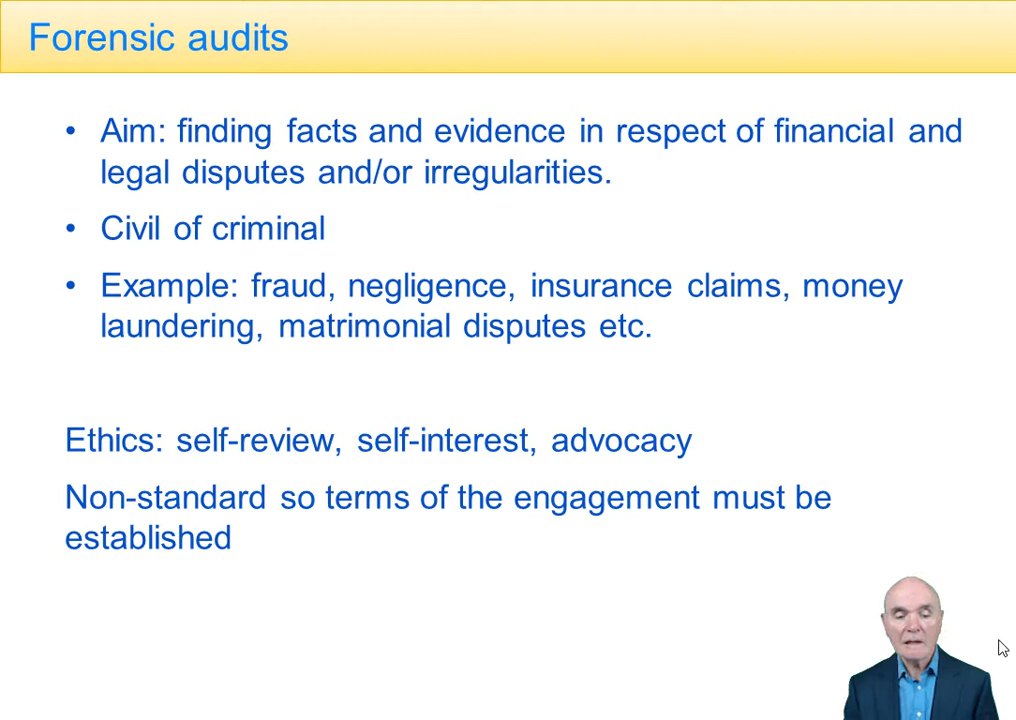 Forensic audits
• Aim: finding facts and evidence in respect of financial and
legal disputes and/or irregularities.
• Civil of criminal
• Example: fraud, negligence, insurance claims, money
laundering, matrimonial disputes etc.
Ethics: self-review, self-interest, advocacy
Non-standard so terms of the engagement must be
established